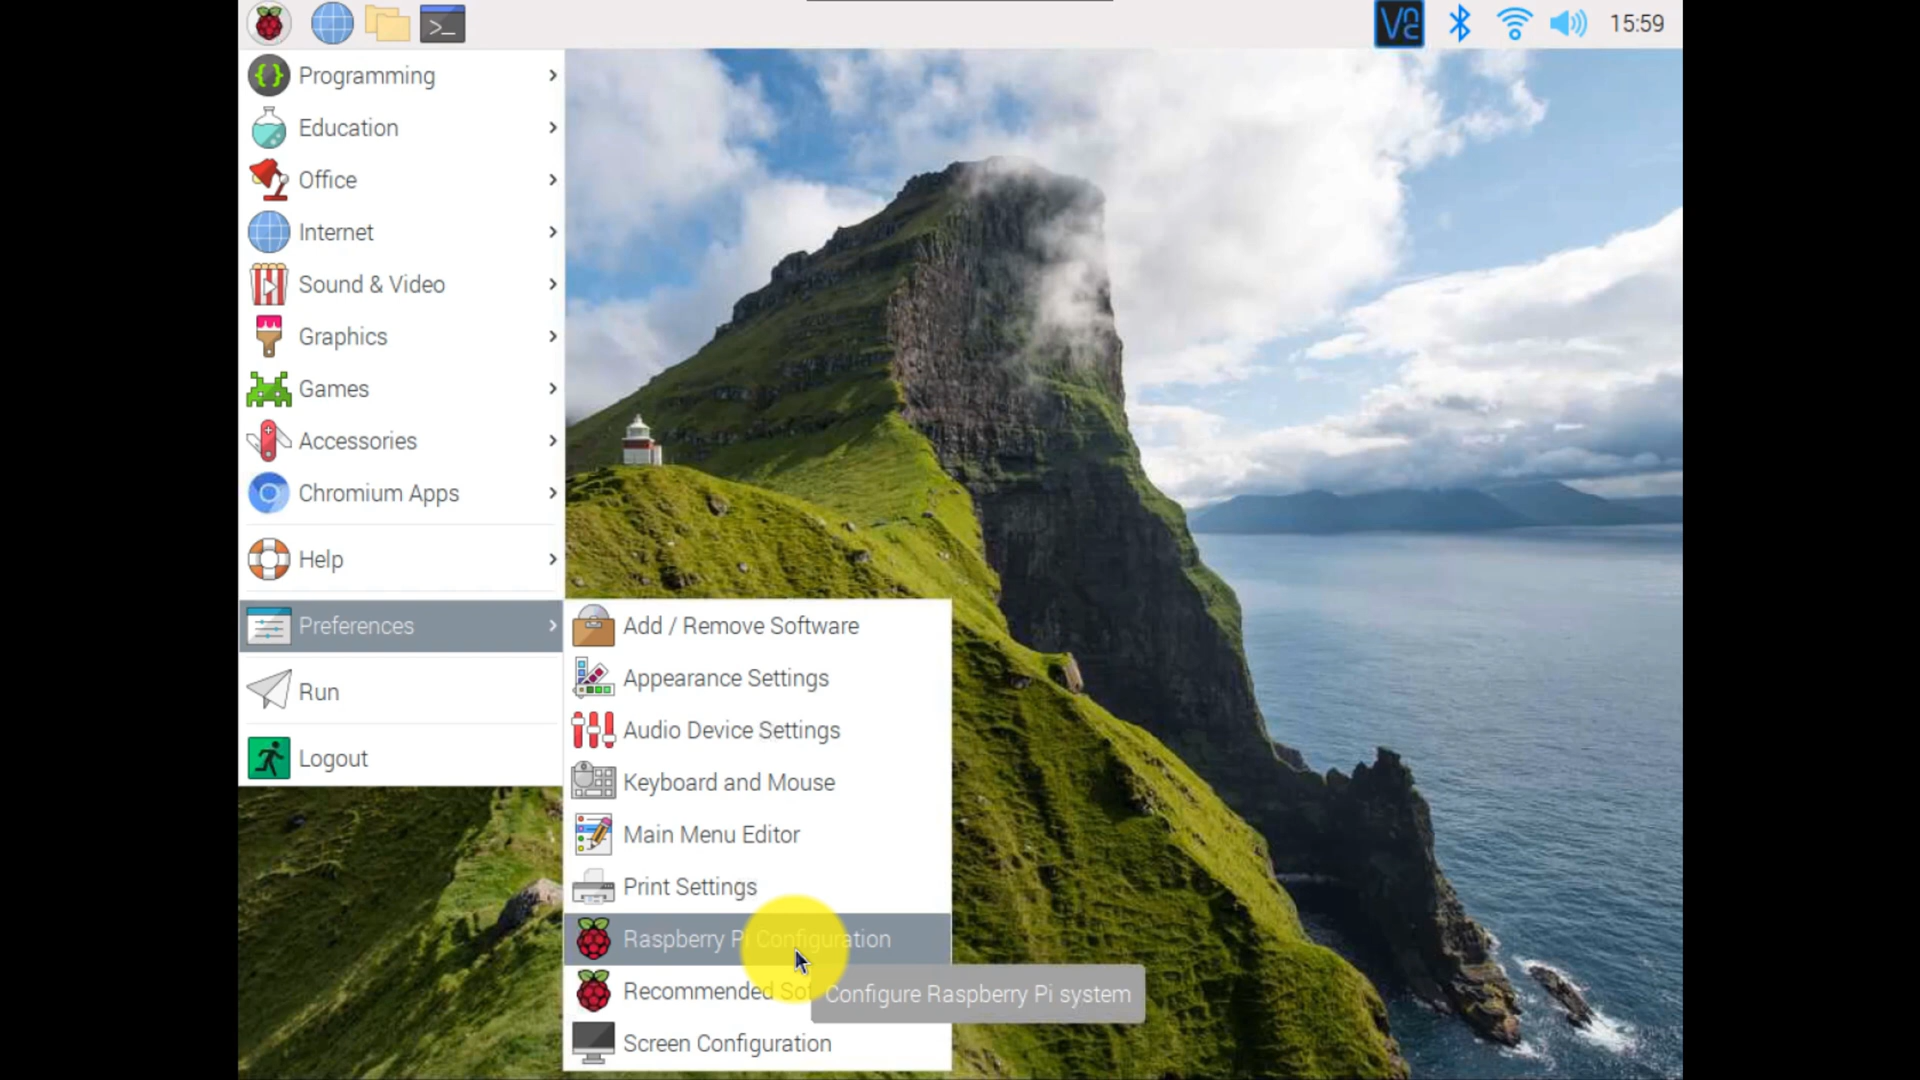 15:59
Programming
Education
Office
Internet
Sound & Video
Graphics
Games
Accessories
Chromium Apps
Help
Preferences
Run
Logout
Add / Remove Software
Appearance Settings
Audio Device Settings
Keyboard and Mouse
Main Menu Editor
Print Settings
Raspberry Pi Configuration
Recommended
Configure Raspberry Pi system
Screen Configuration